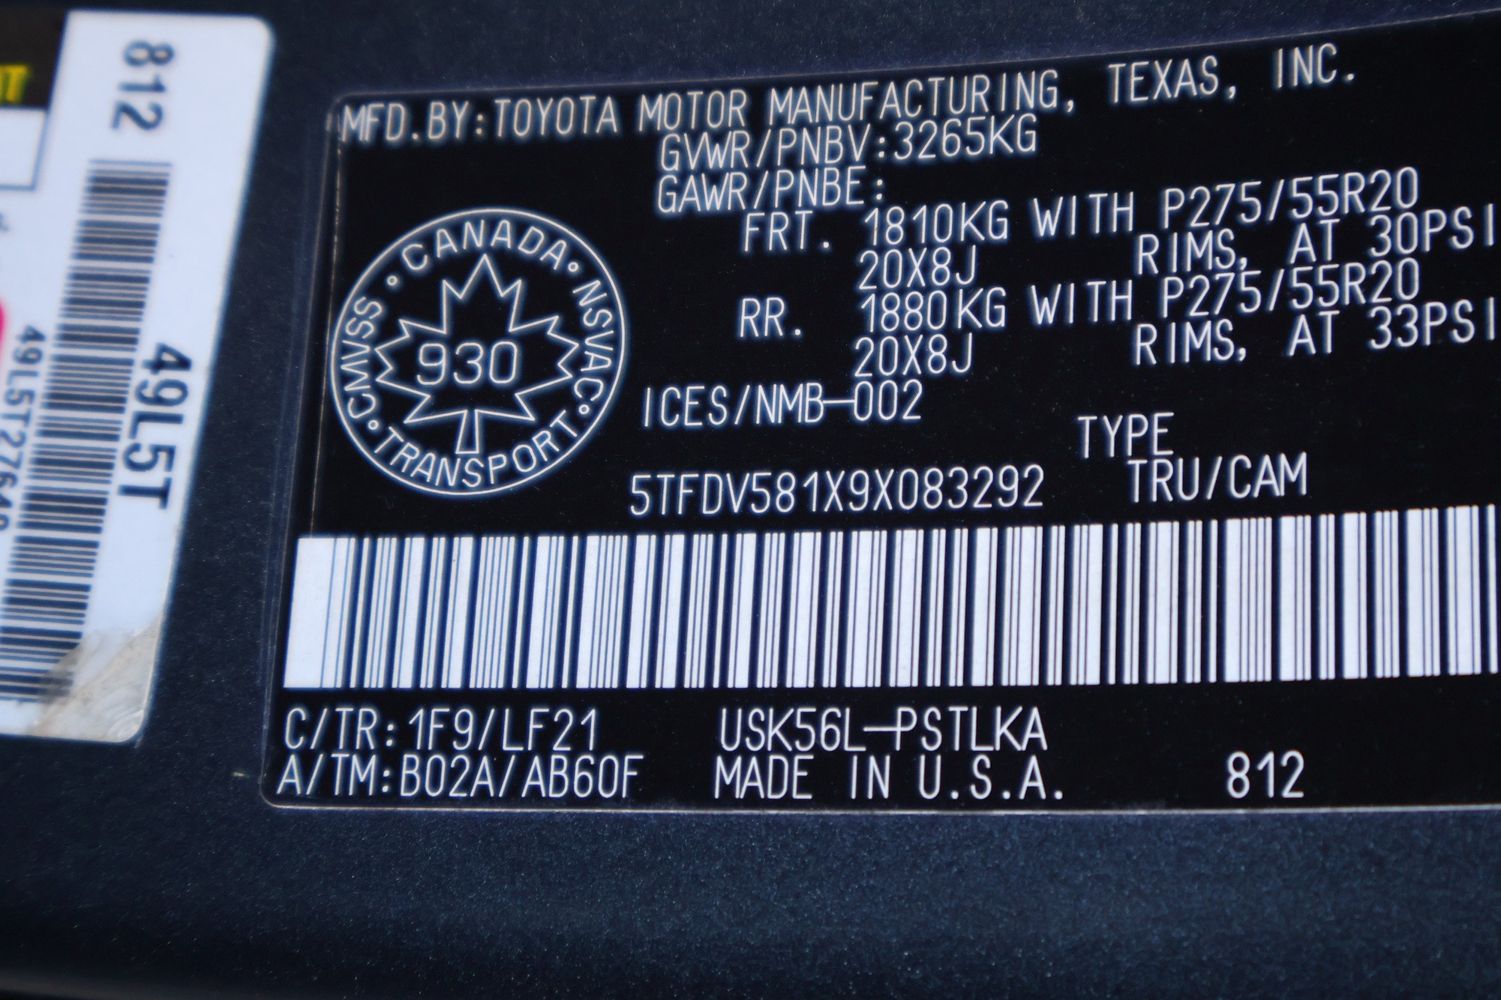 812
49L5T
MFD.BY:TOYOTA MOTOR MANUFACTURING, TEXAS, INC.
GVWR/PNBV:3265KG
GAWR/PNBE:
FRT. 1810KG WITH P275/55R20
20X8J RIMS, AT 30PSI
RR. 1880KG WITH P275/55R20
20X8J RIMS, AT 33PSI
ICES/NMB-002
CANADA · NSVAC · TRANSPORT · CMVSS ·
930
TYPE
5TFDV581X9X083292 TRU/CAM
C/TR:1F9/LF21 USK56L-PSTLKA
A/TM:B02A/AB60F MADE IN U.S.A. 812